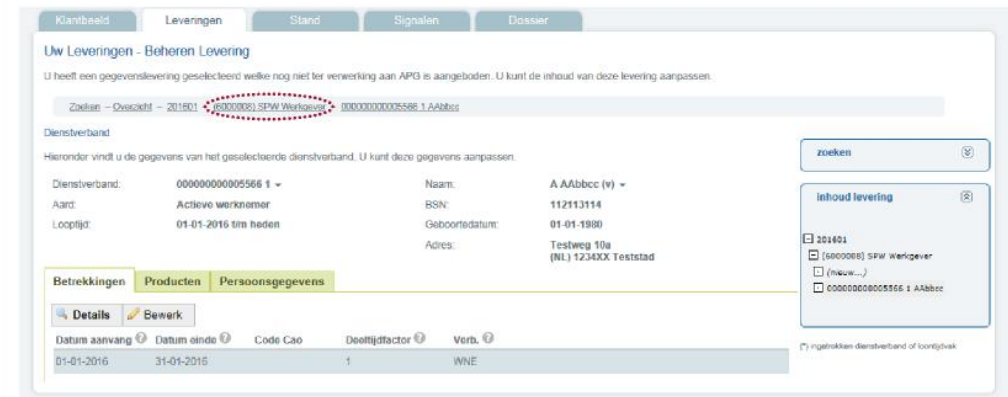 Klantbeeld Leveringen Stand Signalen Dossier
Uw Leveringen - Beheren Levering
U heeft een gegevenslevering geselecteerd welke nog niet ter verwerking aan APG is aangeboden. U kunt de inhoud van deze levering aanpassen.
Zoeken – Overzicht – 201601 - (6000008) SPW Werkgever - 000000000005566 1 AAbbcc
Dienstverband
Hieronder vindt u de gegevens van het geselecteerde dienstverband. U kunt deze gegevens aanpassen.
Dienstverband: 000000000005566 1 Naam: A AAbbcc (v)
Aard: Actieve werknemer BSN: 112113114
Looptijd: 01-01-2016 t/m heden Geboortedatum: 01-01-1980
Adres: Testweg 10a
(NL) 1234XX Teststad
Betrekkingen Producten Persoonsgegevens
Details Bewerk
Datum aanvang Datum einde Code Cao Deeltijdfactor Verb.
01-01-2016 31-01-2016 1 WNE
zoeken
inhoud levering
201601
[6000008] SPW Werkgever
(nieuw...)
000000000005566 1 AAbbcc
(*) ingetrokken dienstverband of loontijdvak